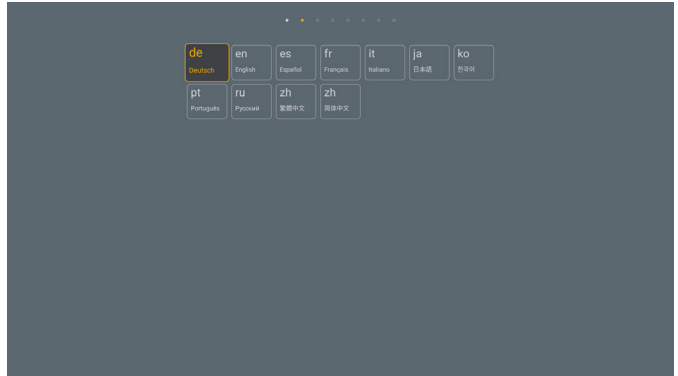 de
Deutsch
en
English
es
Español
fr
Français
it
Italiano
ja
日本語
ko
한국어
pt
Português
ru
Русский
zh
繁體中文
zh
简体中文